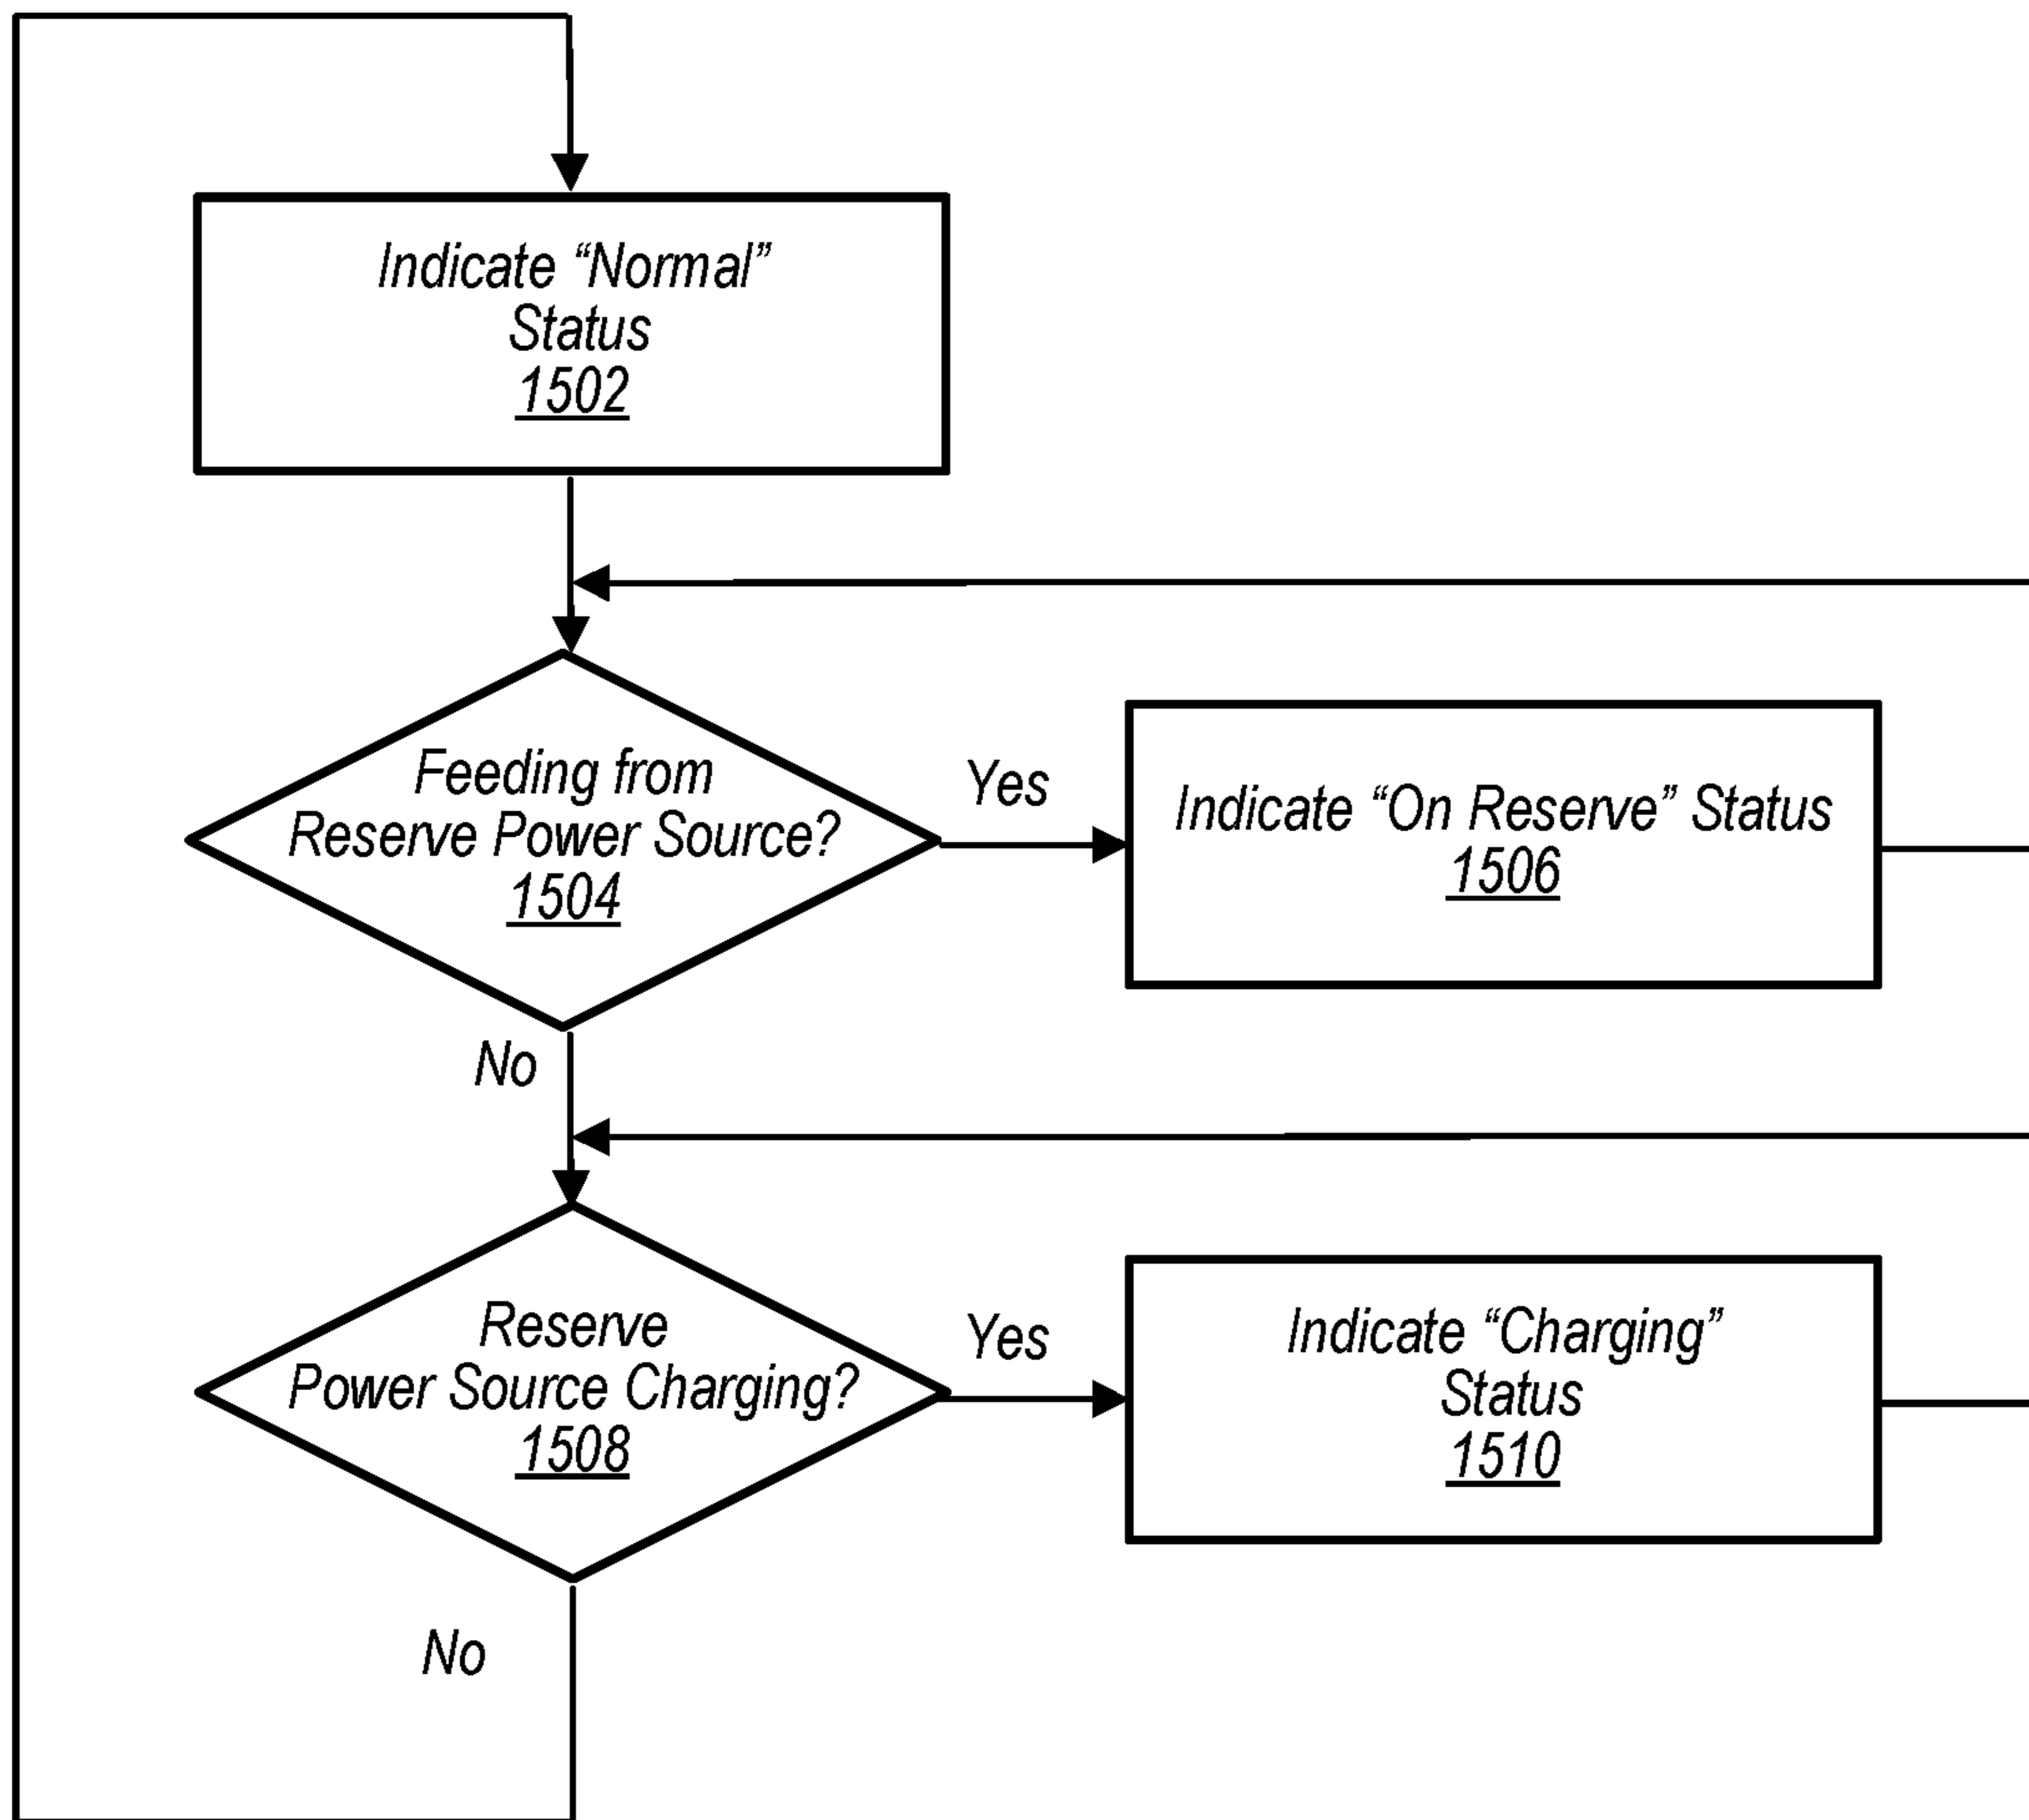 Indicate “Normal”
Status
1502
Feeding from
Reserve Power Source?
1504
Yes
Indicate “On Reserve” Status
1506
No
Reserve
Power Source Charging?
1508
Yes
Indicate “Charging”
Status
1510
No